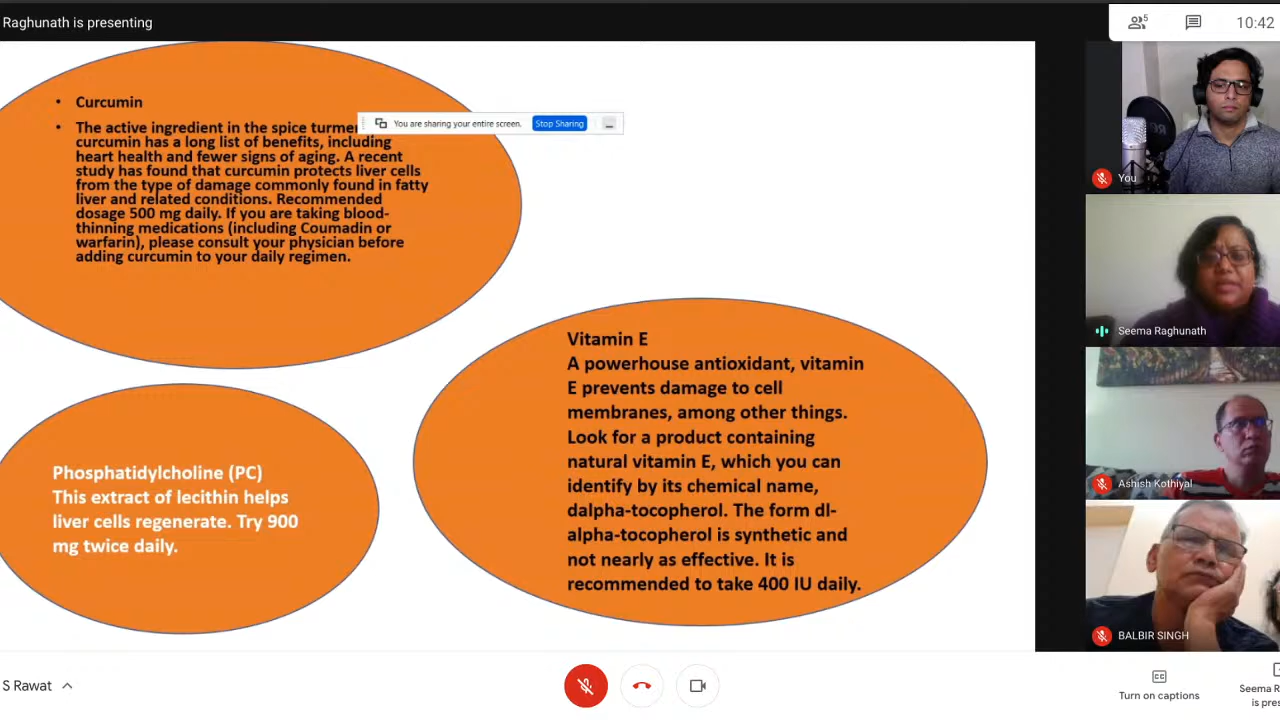 Raghunath is presenting
5
10:42
• Curcumin
• The active ingredient in the spice
curcumin has a long list of benefits, including
heart health and fewer signs of aging. A recent
study has found that curcumin protects liver cells
from the type of damage commonly found in fatty
liver and related conditions. Recommended
dosage 500 mg daily. If you are taking blood-
thinning medications (including Coumadin or
warfarin), please consult your physician before
adding curcumin to your daily regimen.
You are sharing your entire screen. Stop Sharing
Phosphatidylcholine (PC)
This extract of lecithin helps
liver cells regenerate. Try 900
mg twice daily.
Vitamin E
A powerhouse antioxidant, vitamin
E prevents damage to cell
membranes, among other things.
Look for a product containing
natural vitamin E, which you can
identify by its chemical name,
dalpha-tocopherol. The form dl-
alpha-tocopherol is synthetic and
not nearly as effective. It is
recommended to take 400 IU daily.
You
Seema Raghunath
Ashish Kothiyal
BALBIR SINGH
S Rawat
CC
Turn on captions
Seema R
is pres